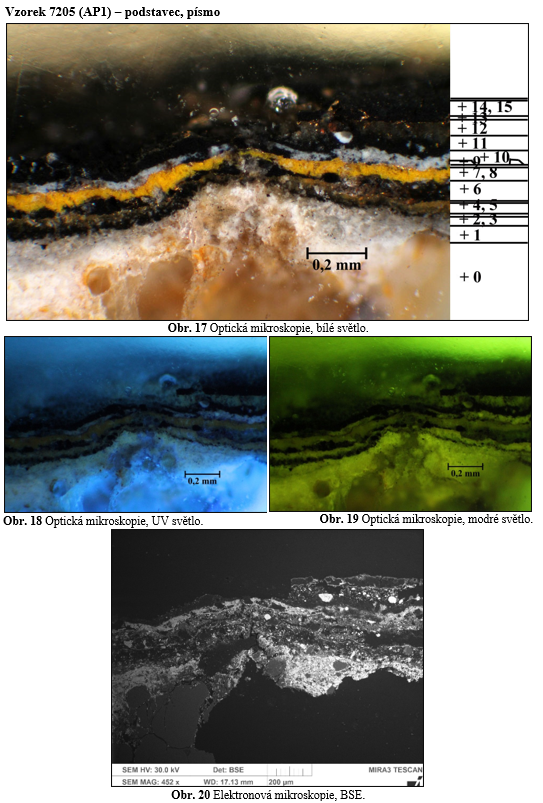 Vzorek 7205 (AP1) – podstavec, písmo
+ 14, 15
+ 13
+ 12
+ 11
+ 10
+ 9
+ 7, 8
+ 6
+ 4, 5
+ 2, 3
+ 1
+ 0
0,2 mm
Obr. 17 Optická mikroskopie, bílé světlo.
0,2 mm
0,2 mm
Obr. 18 Optická mikroskopie, UV světlo.
Obr. 19 Optická mikroskopie, modré světlo.
SEM HV: 30.0 kV Det: BSE MIRA3 TESCAN
SEM MAG: 452 x WD: 17.13 mm 200 µm
Obr. 20 Elektronová mikroskopie, BSE.